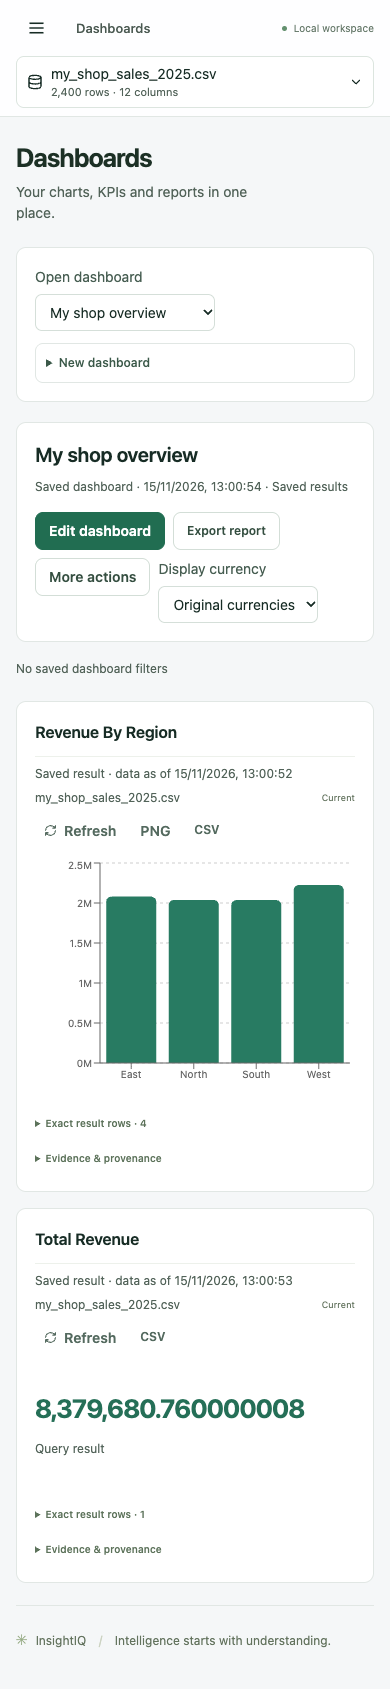 Dashboards
Local workspace
my_shop_sales_2025.csv
2,400 rows · 12 columns
Dashboards
Your charts, KPIs and reports in one
place.
Open dashboard
My shop overview
New dashboard
My shop overview
Saved dashboard · 15/11/2026, 13:00:54 · Saved results
Edit dashboard
Export report
More actions
Display currency
Original currencies
No saved dashboard filters
Revenue By Region
Saved result · data as of 15/11/2026, 13:00:52
my_shop_sales_2025.csv
Current
Refresh
PNG
CSV
2.5M
2M
1.5M
1M
0.5M
0M
East
North
South
West
Exact result rows · 4
Evidence & provenance
Total Revenue
Saved result · data as of 15/11/2026, 13:00:53
my_shop_sales_2025.csv
Current
Refresh
CSV
8,379,680.760000008
Query result
Exact result rows · 1
Evidence & provenance
InsightIQ / Intelligence starts with understanding.